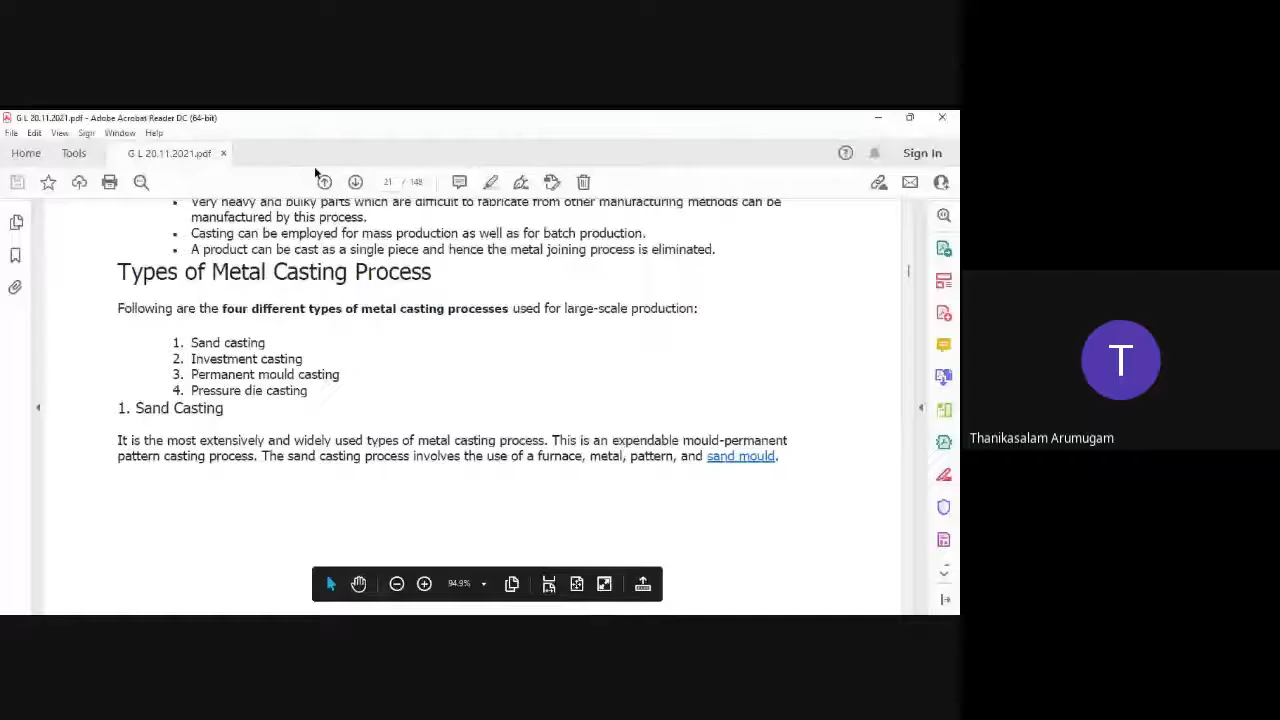 G L 20.11.2021.pdf - Adobe Acrobat Reader DC (64-bit)
File Edit View Sign Window Help
Home Tools G L 20.11.2021.pdf × Sign In
21 / 148
• Very heavy and bulky parts which are difficult to fabricate from other manufacturing methods can be
manufactured by this process.
• Casting can be employed for mass production as well as for batch production.
• A product can be cast as a single piece and hence the metal joining process is eliminated.
Types of Metal Casting Process
Following are the four different types of metal casting processes used for large-scale production:
1. Sand casting
2. Investment casting
3. Permanent mould casting
4. Pressure die casting
1. Sand Casting
It is the most extensively and widely used types of metal casting process. This is an expendable mould-permanent
pattern casting process. The sand casting process involves the use of a furnace, metal, pattern, and sand mould.
94.9%
T
Thanikasalam Arumugam